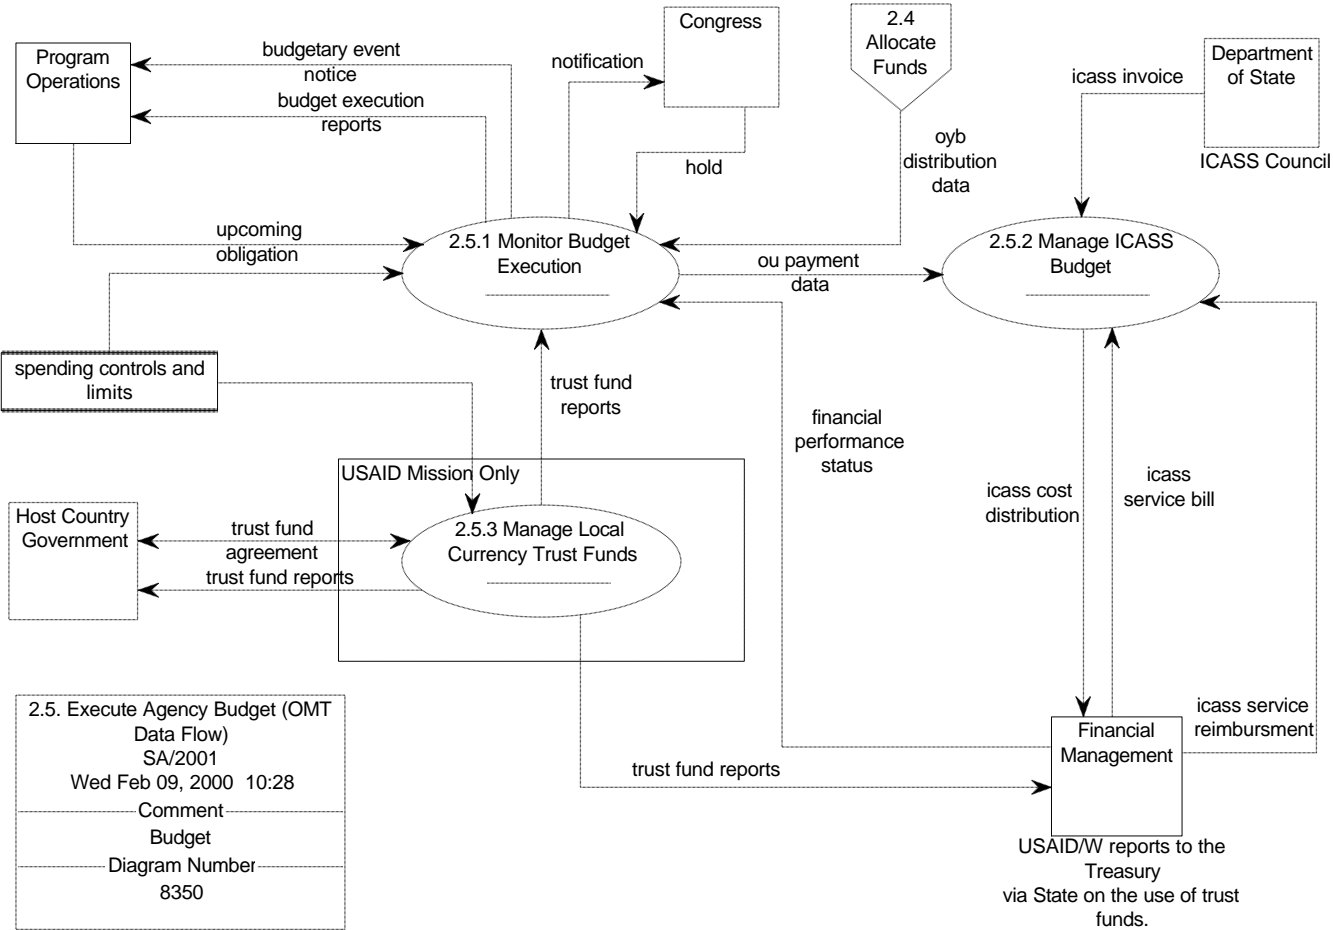 Program
Operations
budgetary event
notice
budget execution
reports
notification
Congress
hold
2.4
Allocate
Funds
oyb
distribution
data
icass invoice
Department
of State
ICASS Council
upcoming
obligation
2.5.1 Monitor Budget
Execution
ou payment
data
2.5.2 Manage ICASS
Budget
spending controls and
limits
trust fund
reports
financial
performance
status
icass cost
distribution
icass
service bill
USAID Mission Only
Host Country
Government
trust fund
agreement
trust fund reports
2.5.3 Manage Local
Currency Trust Funds
icass service
reimbursment
Financial
Management
trust fund reports
USAID/W reports to the
Treasury
via State on the use of trust
funds.
2.5. Execute Agency Budget (OMT
Data Flow)
SA/2001
Wed Feb 09, 2000  10:28
Comment
Budget
Diagram Number
8350